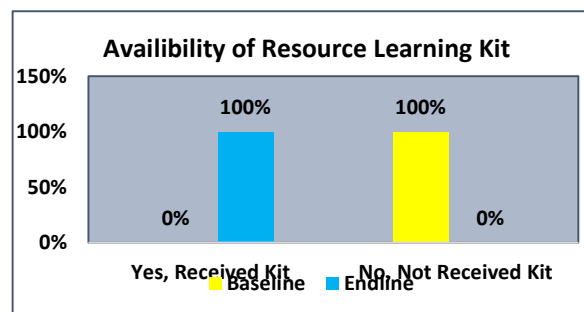 Availibility of Resource Learning Kit
150%
100%
50%
0%
0%
100%
100%
0%
Yes, Received Kit
No, Not Received Kit
Baseline
Endline